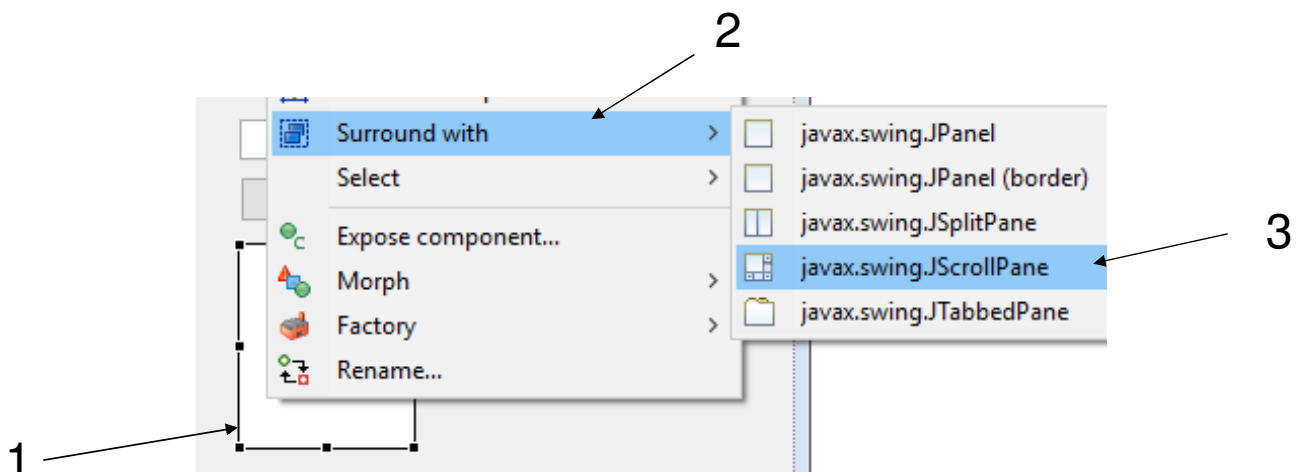 2
Surround with
javax.swing.JPanel
Select
javax.swing.JPanel (border)
javax.swing.JSplitPane
3
Expose component...
javax.swing.JScrollPane
Morph
javax.swing.JTabbedPane
Factory
Rename...
1